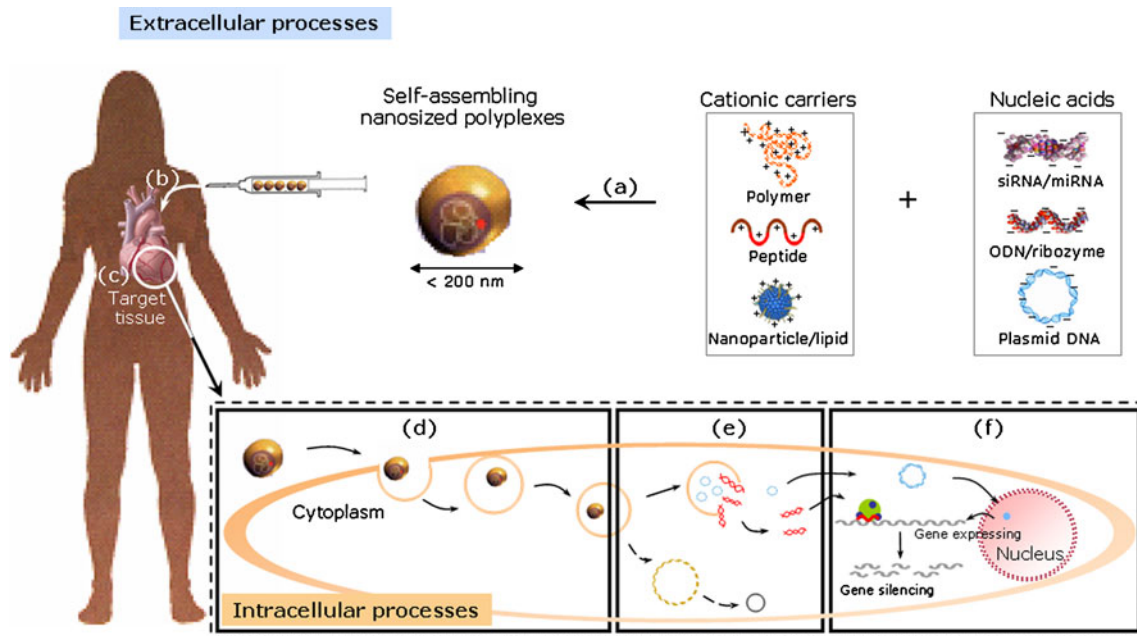 Extracellular processes
Self-assembling
nanosized polyplexes
< 200 nm
(a)
Cationic carriers
Polymer
Peptide
Nanoparticle/lipid
+
Nucleic acids
siRNA/miRNA
ODN/ribozyme
Plasmid DNA
(b)
(c)
Target
tissue
(d)
Cytoplasm
(e)
(f)
Gene expressing
Nucleus
Gene silencing
Intracellular processes